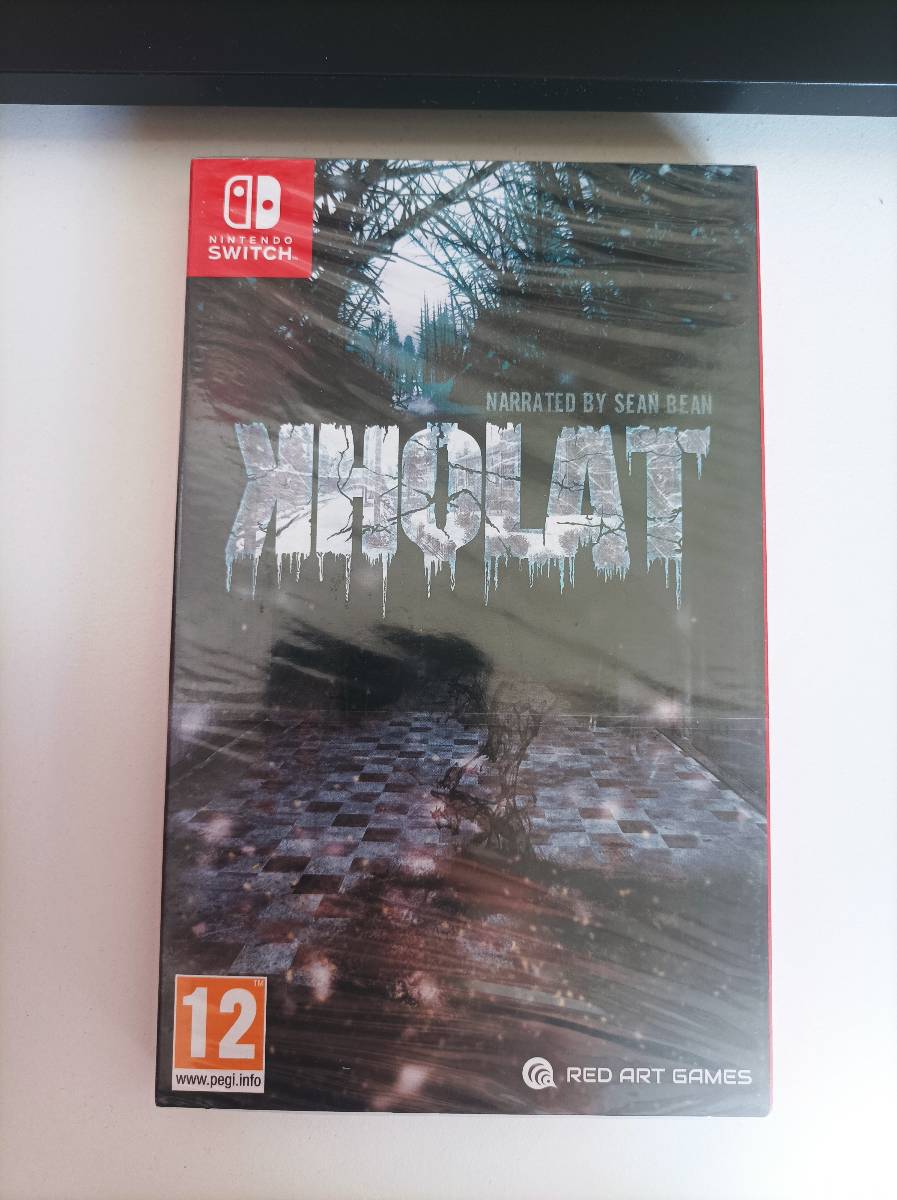 NINTENDO
SWITCH
NARRATED BY SEAN BEAN
KHOLAT
12
www.pegi.info
RED ART GAMES